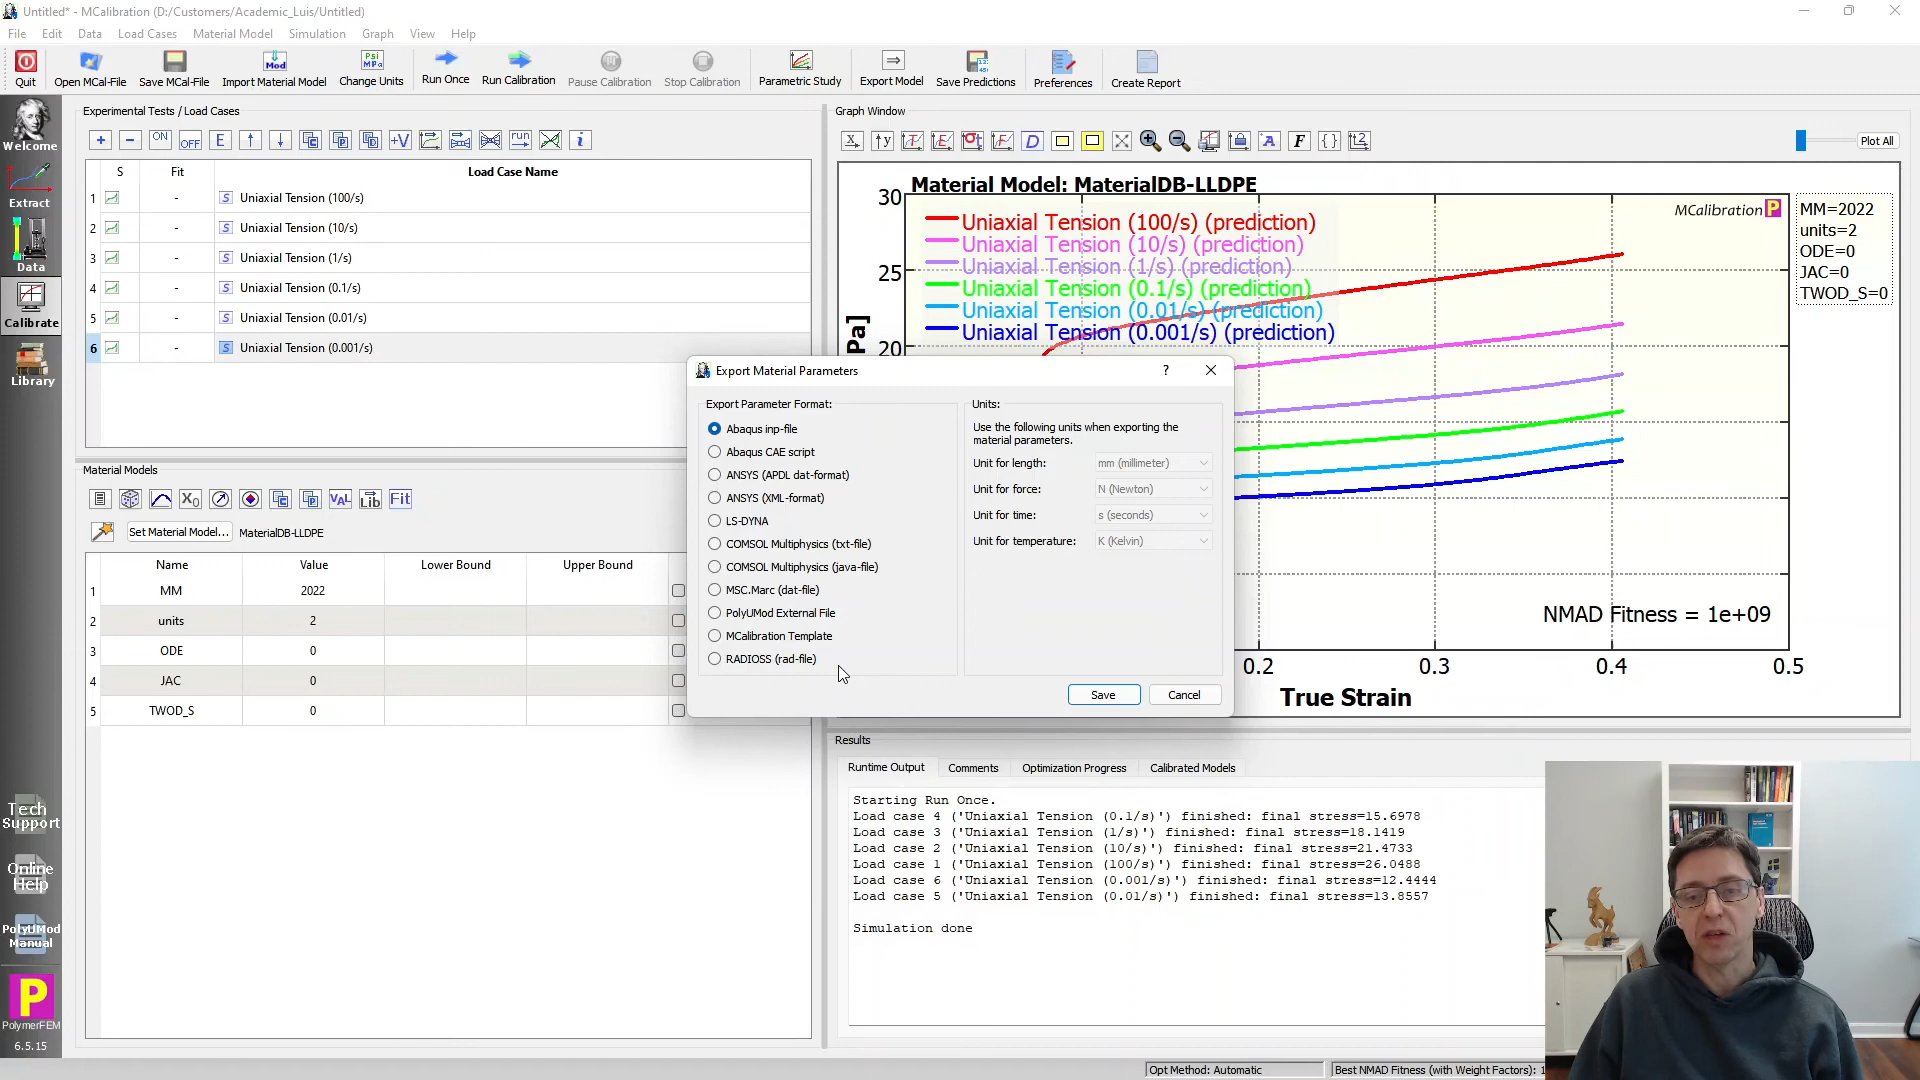 Untitled* - MCalibration (D:/Customers/Academic_Luis/Untitled)
File Edit Data Load Cases Material Model Simulation Graph View Help
Quit Open MCal-File Save MCal-File Import Material Model Change Units Run Once Run Calibration Pause Calibration Stop Calibration Parametric Study Export Model Save Predictions Preferences Create Report
Welcome
Extract
Data
Calibrate
Library
Tech Support
Online Help
PolyUMod Manual
PolymerFEM
6.5.15
Experimental Tests / Load Cases
ON OFF E +V run
S Fit Load Case Name
1 - S Uniaxial Tension (100/s)
2 - S Uniaxial Tension (10/s)
3 - S Uniaxial Tension (1/s)
4 - S Uniaxial Tension (0.1/s)
5 - S Uniaxial Tension (0.01/s)
6 - S Uniaxial Tension (0.001/s)
Material Models
X0 VAL Lib Fit
Set Material Model... MaterialDB-LLDPE
Name Value Lower Bound Upper Bound
1 MM 2022
2 units 2
3 ODE 0
4 JAC 0
5 TWOD_S 0
Graph Window
Plot All
Material Model: MaterialDB-LLDPE
Uniaxial Tension (100/s) (prediction)
Uniaxial Tension (10/s) (prediction)
Uniaxial Tension (1/s) (prediction)
Uniaxial Tension (0.1/s) (prediction)
Uniaxial Tension (0.01/s) (prediction)
Uniaxial Tension (0.001/s) (prediction)
MCalibration P
MM=2022
units=2
ODE=0
JAC=0
TWOD_S=0
30
25
20
Pa]
NMAD Fitness = 1e+09
0.2 0.3 0.4 0.5
True Strain
Export Material Parameters
Export Parameter Format:
Abaqus inp-file
Abaqus CAE script
ANSYS (APDL dat-format)
ANSYS (XML-format)
LS-DYNA
COMSOL Multiphysics (txt-file)
COMSOL Multiphysics (java-file)
MSC.Marc (dat-file)
PolyUMod External File
MCalibration Template
RADIOSS (rad-file)
Units:
Use the following units when exporting the
material parameters.
Unit for length: mm (millimeter)
Unit for force: N (Newton)
Unit for time: s (seconds)
Unit for temperature: K (Kelvin)
Save Cancel
Results
Runtime Output Comments Optimization Progress Calibrated Models
Starting Run Once.
Load case 4 ('Uniaxial Tension (0.1/s)') finished: final stress=15.6978
Load case 3 ('Uniaxial Tension (1/s)') finished: final stress=18.1419
Load case 2 ('Uniaxial Tension (10/s)') finished: final stress=21.4733
Load case 1 ('Uniaxial Tension (100/s)') finished: final stress=26.0488
Load case 6 ('Uniaxial Tension (0.001/s)') finished: final stress=12.4444
Load case 5 ('Uniaxial Tension (0.01/s)') finished: final stress=13.8557
Simulation done
Opt Method: Automatic Best NMAD Fitness (with Weight Factors): 1